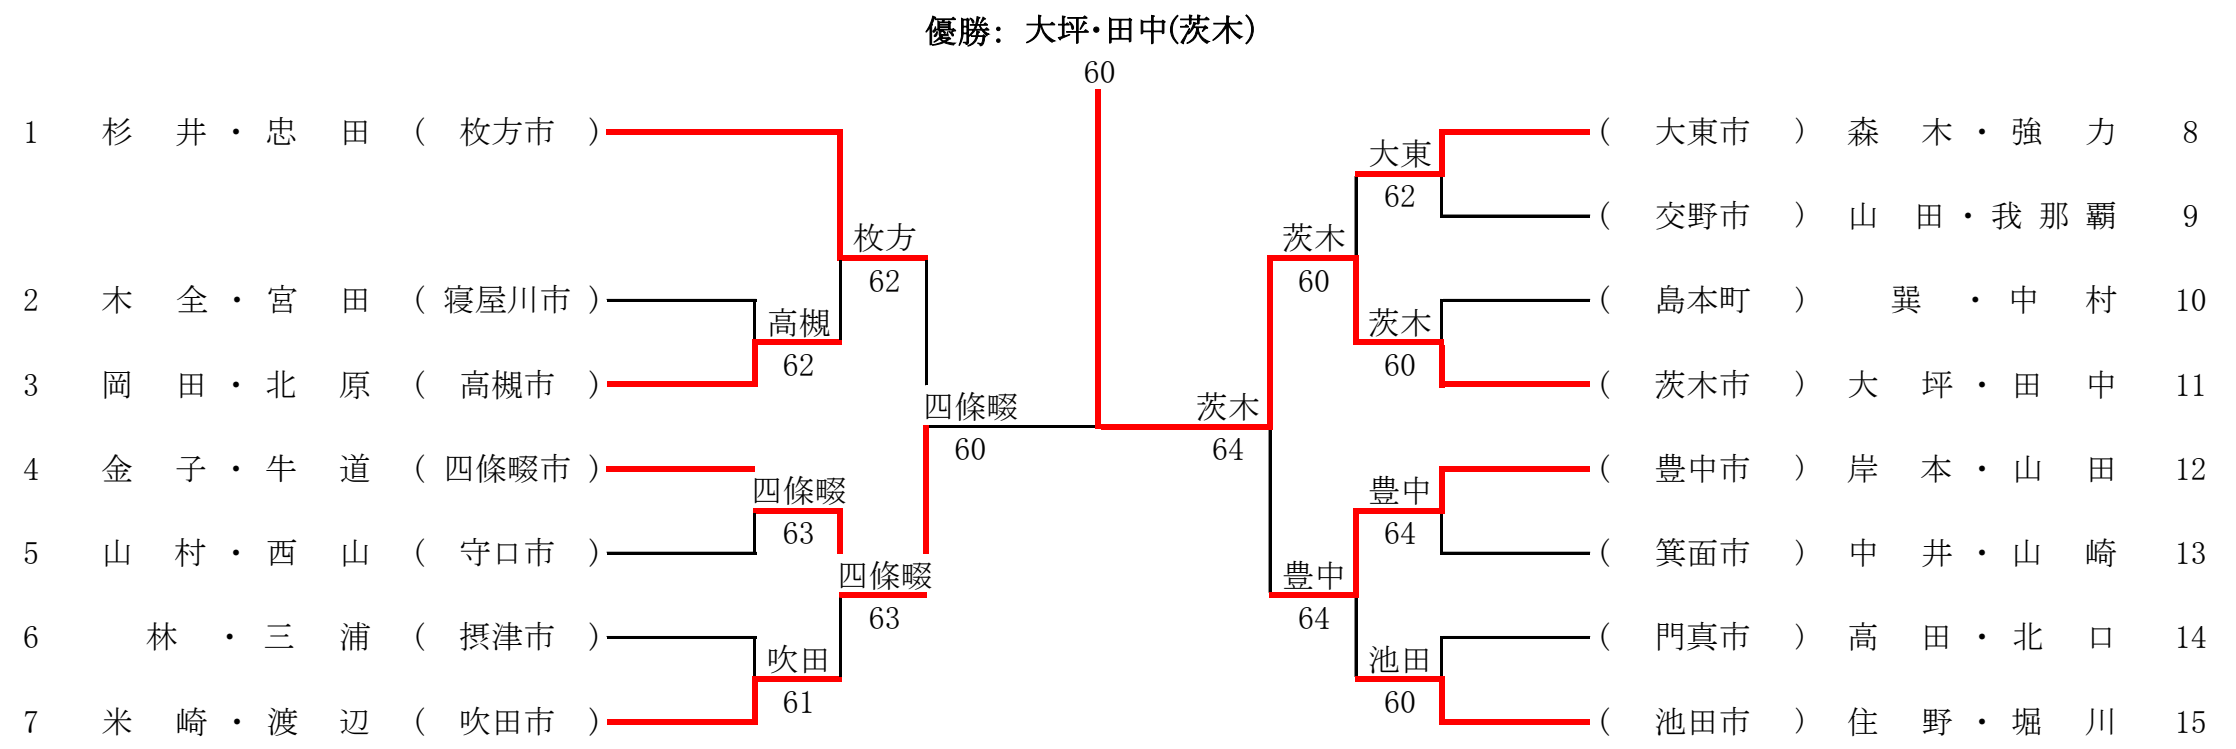 優勝: 大坪・田中(茨木)
60
1 杉 井・忠 田 ( 枚方市 )
( 大東市 ) 森 木・強 力 8
大東
62
( 交野市 ) 山 田・我那覇 9
枚方
62
茨木
60
2 木 全・宮 田 ( 寝屋川市 )
( 島本町 ) 巽 ・中 村 10
高槻
62
茨木
60
3 岡 田・北 原 ( 高槻市 )
( 茨木市 ) 大 坪・田 中 11
四條畷
60
茨木
64
4 金 子・牛 道 ( 四條畷市 )
( 豊中市 ) 岸 本・山 田 12
四條畷
63
豊中
64
5 山 村・西 山 ( 守口市 )
( 箕面市 ) 中 井・山 崎 13
四條畷
63
豊中
64
6 林 ・三 浦 ( 摂津市 )
( 門真市 ) 高 田・北 口 14
吹田
61
池田
60
7 米 崎・渡 辺 ( 吹田市 )
( 池田市 ) 住 野・堀 川 15